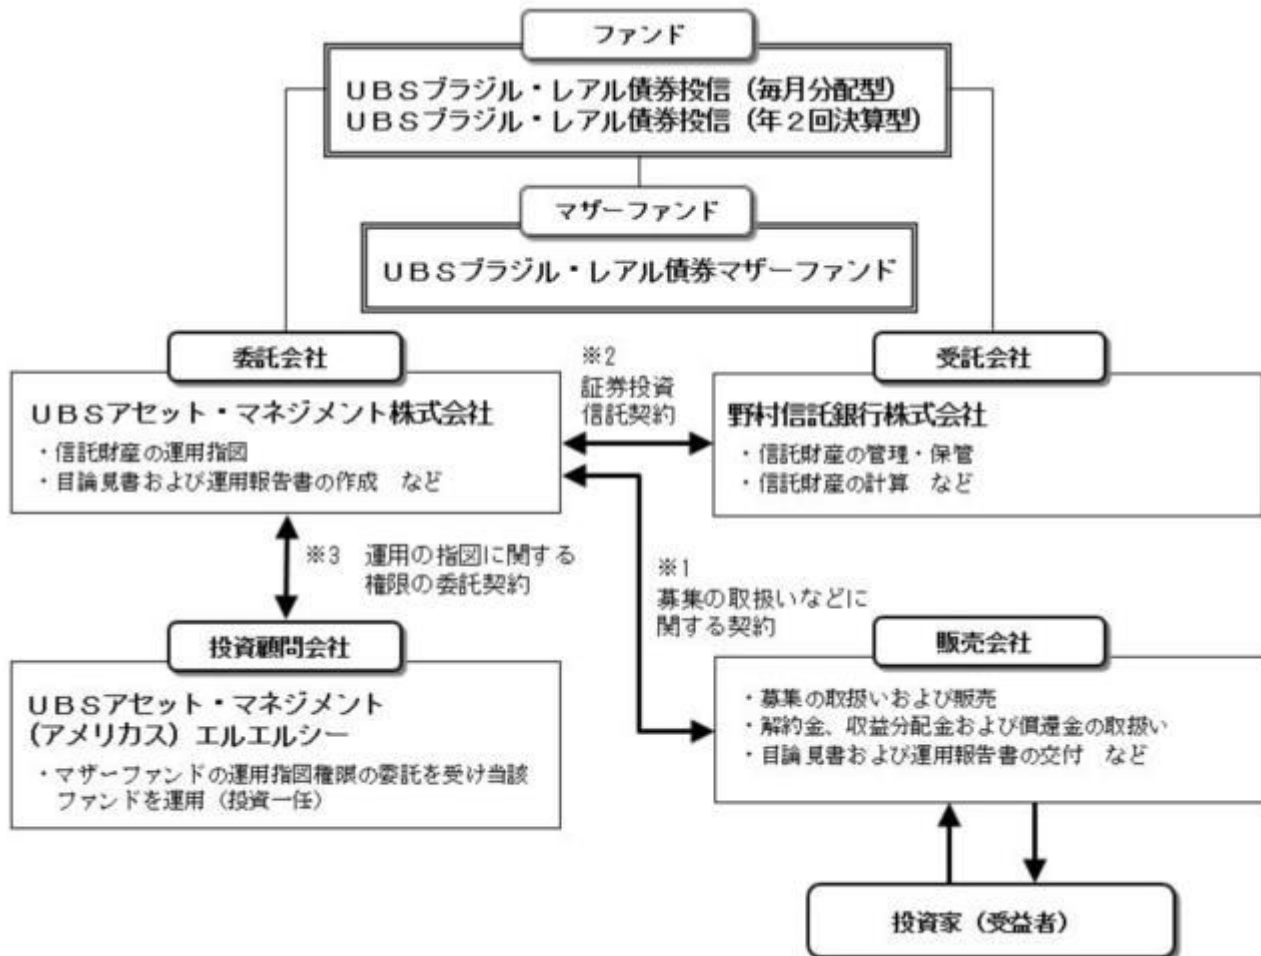 ファンド
UBSブラジル・レアル債券投信(毎月分配型)
UBSブラジル・レアル債券投信(年2回決算型)
マザーファンド
UBSブラジル・レアル債券マザーファンド
委託会社
UBSアセット・マネジメント株式会社
・信託財産の運用指図
・目論見書および運用報告書の作成 など
※2
証券投資
信託契約
受託会社
野村信託銀行株式会社
・信託財産の管理・保管
・信託財産の計算 など
※3 運用の指図に関する
権限の委託契約
※1
募集の取扱いなどに
関する契約
投資顧問会社
UBSアセット・マネジメント
(アメリカス)エルエルシー
・マザーファンドの運用指図権限の委託を受け当該
ファンドを運用(投資一任)
販売会社
・募集の取扱いおよび販売
・解約金、収益分配金および償還金の取扱い
・目論見書および運用報告書の交付 など
投資家(受益者)